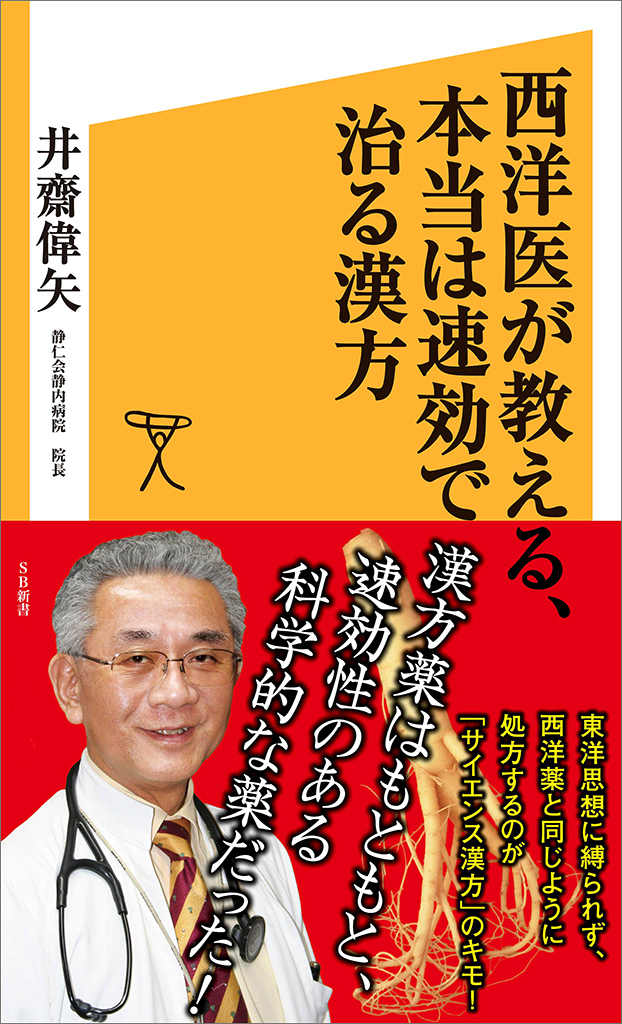 西洋医が教える、
本当は速効で
治る漢方
井齋偉矢
静仁会静内病院 院長
SB新書
漢方薬はもともと、
速効性のある
科学的な薬だった!
東洋思想に縛られず、
西洋薬と同じように
処方するのが
「サイエンス漢方」のキモ!